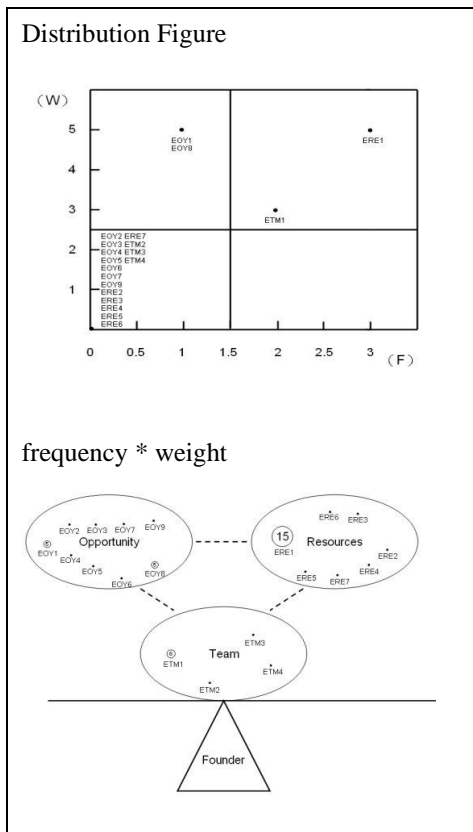 Distribution Figure
(W)
5
EOY1
EOY8
ERE1
4
3
ETM1
2
EOY2 ERE7
EOY3 ETM2
EOY4 ETM3
EOY5 ETM4
EOY6
EOY7
1
EOY9
ERE2
ERE3
ERE4
ERE5
ERE6
0 0.5 1 1.5 2 2.5 3 (F)
frequency * weight
EOY2 EOY3 EOY7 EOY9
EOY1
Opportunity
EOY4
EOY5
EOY8
EOY6
ERE6 ERE3
15
ERE1
Resources
ERE2
ERE5 ERE7 ERE4
6
ETM1
Team
ETM3
ETM4
ETM2
Founder